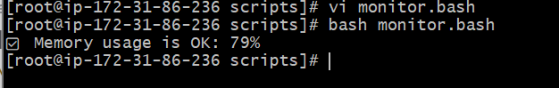 [root@ip-172-31-86-236 scripts]# vi monitor.bash
[root@ip-172-31-86-236 scripts]# bash monitor.bash
☑ Memory usage is OK: 79%
[root@ip-172-31-86-236 scripts]#